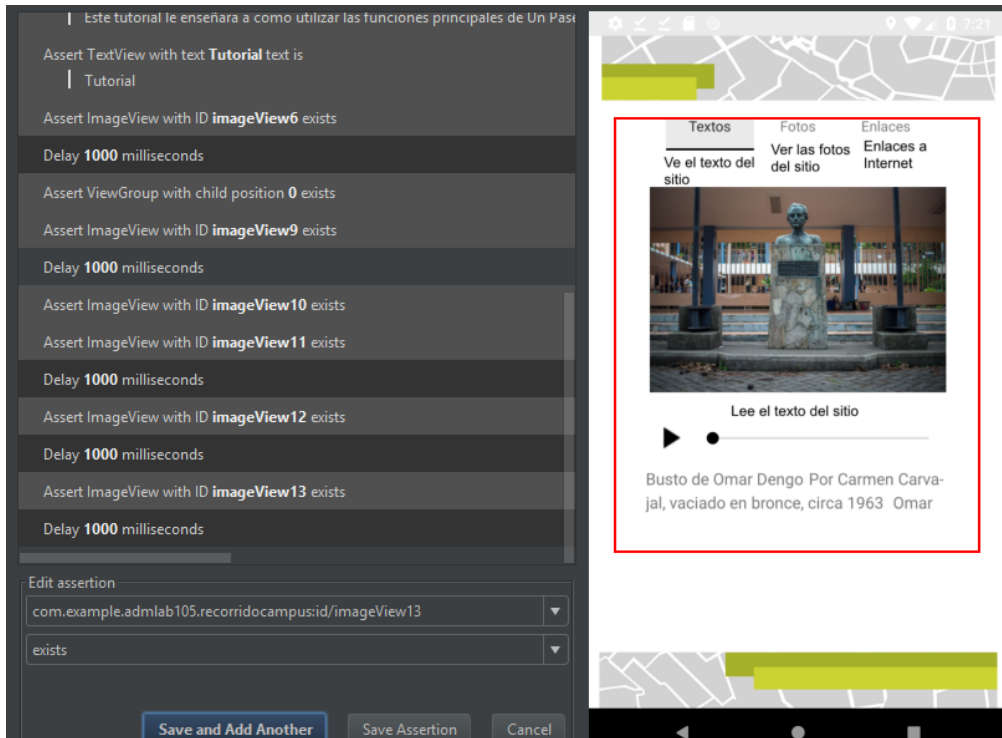 Este tutorial le enseñara a como utilizar las funciones principales de Un Pase
Assert TextView with text Tutorial text is
Tutorial
Assert ImageView with ID imageView6 exists
Delay 1000 milliseconds
Assert ViewGroup with child position 0 exists
Assert ImageView with ID imageView9 exists
Delay 1000 milliseconds
Assert ImageView with ID imageView10 exists
Assert ImageView with ID imageView11 exists
Delay 1000 milliseconds
Assert ImageView with ID imageView12 exists
Delay 1000 milliseconds
Assert ImageView with ID imageView13 exists
Delay 1000 milliseconds
Edit assertion
com.example.admlab105.recorridocampus:id/imageView13
exists
Save and Add Another Save Assertion Cancel
7:21
Textos Fotos Enlaces
Ve el texto del
sitio
Ver las fotos
del sitio
Enlaces a
Internet
Lee el texto del sitio
Busto de Omar Dengo Por Carmen Carva-
jal, vaciado en bronce, circa 1963 Omar